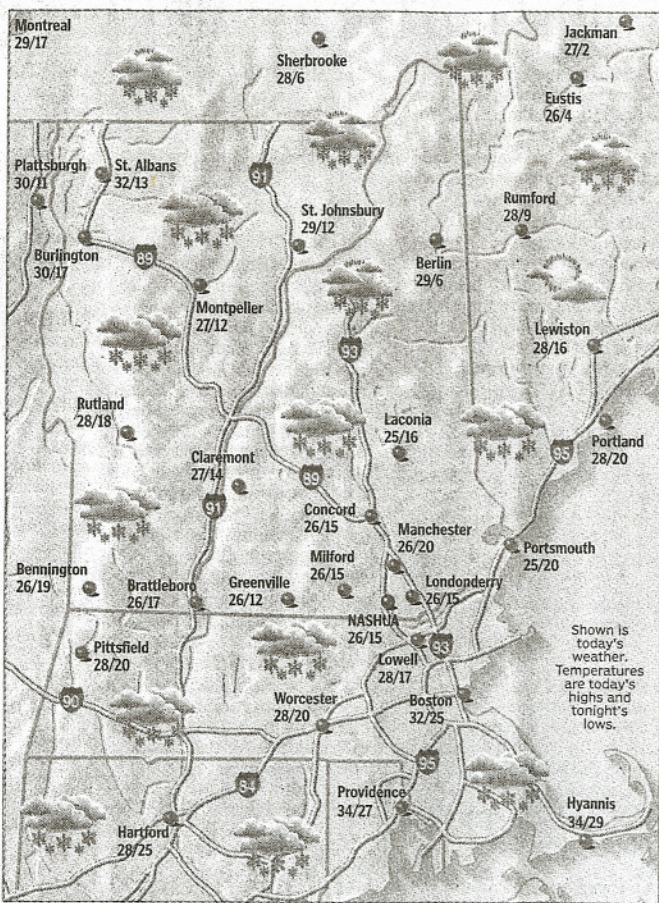 Montreal
29/17
Sherbrooke
28/6
Jackman
27/2
Eustis
26/4
Plattsburgh
30/11
St. Albans
32/13
91
St. Johnsbury
29/12
Rumford
28/9
Burlington
30/17
89
Berlin
29/6
Montpelier
27/12
Lewiston
28/16
93
Rutland
28/18
Laconia
25/16
Portland
28/20
95
Claremont
27/14
89
91
Concord
26/15
Manchester
26/20
Portsmouth
25/20
Bennington
26/19
Brattleboro
26/17
Greenville
26/12
Milford
26/15
Londonderry
26/15
NASHUA
26/15
Pittsfield
28/20
Lowell
28/17
93
Shown is
today's
weather.
Temperatures
are today's
highs and
tonight's
lows.
90
Worcester
28/20
Boston
32/25
95
84
Providence
34/27
Hyannis
34/29
Hartford
28/25